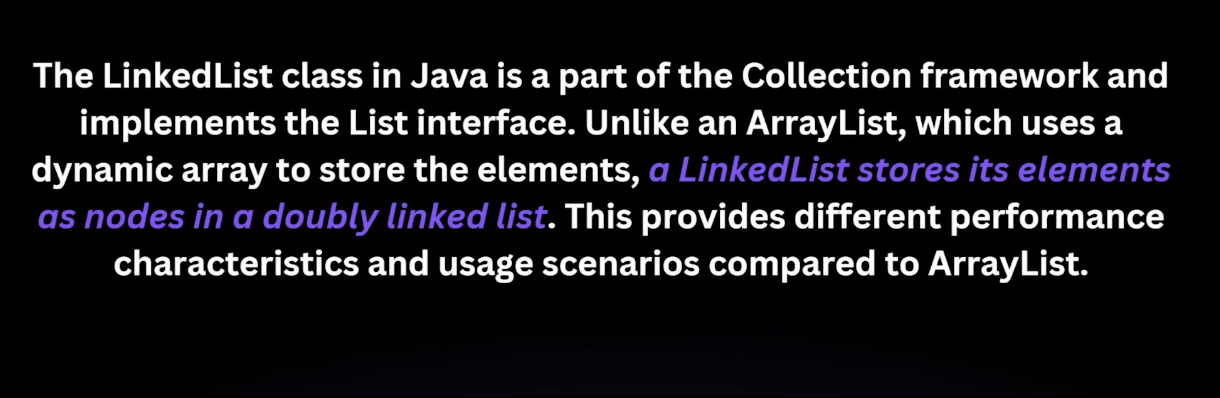 The LinkedList class in Java is a part of the Collection framework and
implements the List interface. Unlike an ArrayList, which uses a
dynamic array to store the elements, a LinkedList stores its elements
as nodes in a doubly linked list. This provides different performance
characteristics and usage scenarios compared to ArrayList.